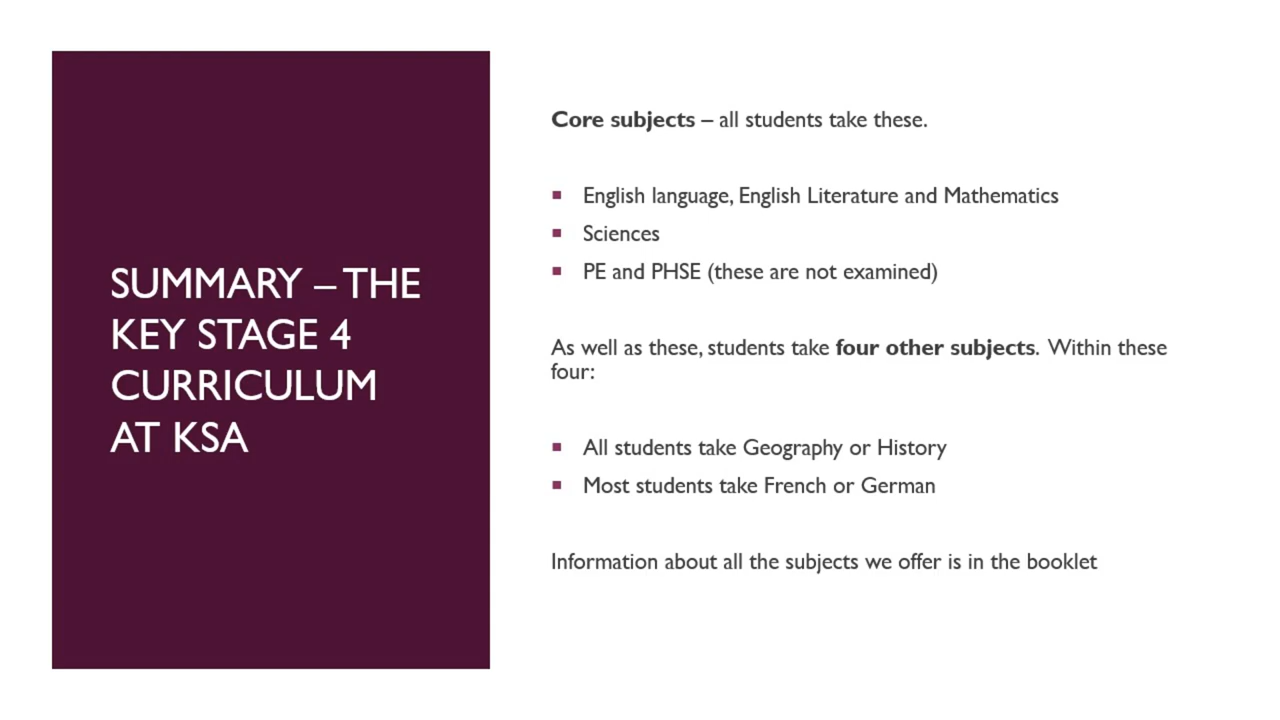 SUMMARY – THE
KEY STAGE 4
CURRICULUM
AT KSA
Core subjects – all students take these.
▪ English language, English Literature and Mathematics
▪ Sciences
▪ PE and PHSE (these are not examined)
As well as these, students take four other subjects. Within these
four:
▪ All students take Geography or History
▪ Most students take French or German
Information about all the subjects we offer is in the booklet